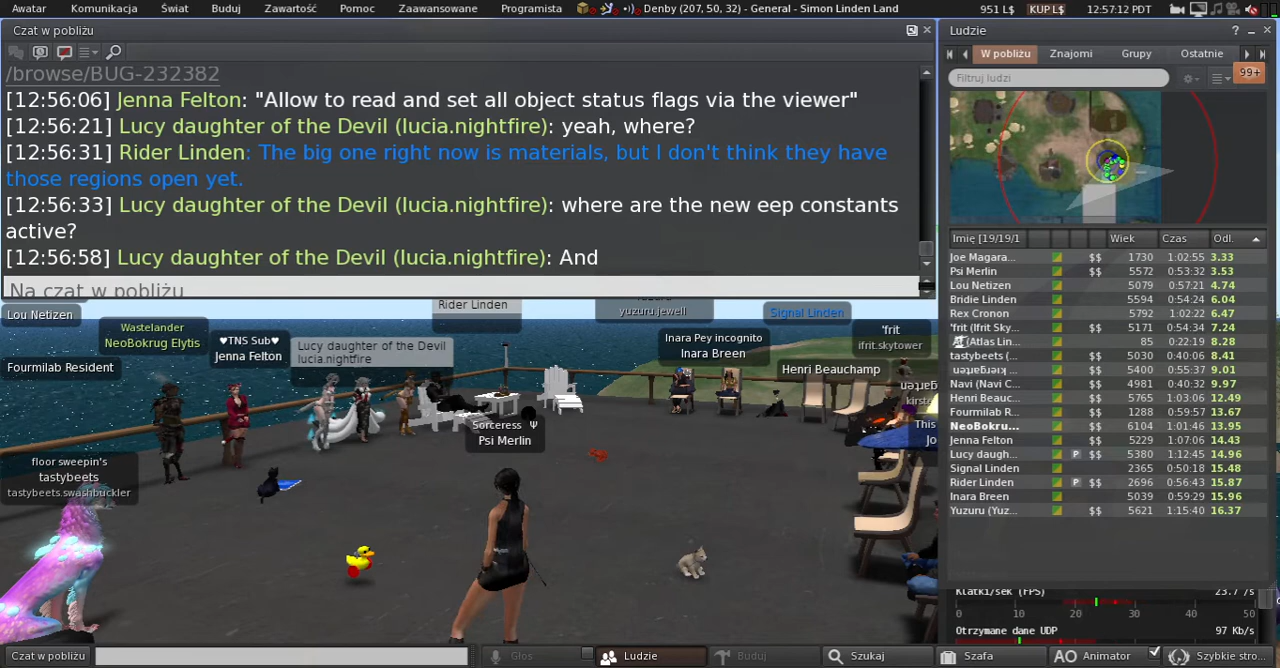 Awatar Komunikacja Świat Buduj Zawartość Pomoc Zaawansowane Programista Denby (207, 50, 32) - General - Simon Linden Land 951 L$ KUP L$ 12:57:12 PDT
Czat w pobliżu
/browse/BUG-232382
[12:56:06] Jenna Felton: "Allow to read and set all object status flags via the viewer"
[12:56:21] Lucy daughter of the Devil (lucia.nightfire): yeah, where?
[12:56:31] Rider Linden: The big one right now is materials, but I don't think they have
those regions open yet.
[12:56:33] Lucy daughter of the Devil (lucia.nightfire): where are the new eep constants
active?
[12:56:58] Lucy daughter of the Devil (lucia.nightfire): And
Na czat w pobliżu
Ludzie
W pobliżu Znajomi Grupy Ostatnie
Filtruj ludzi 99+
Imię [19/19/1 Wiek Czas Odl.
Joe Magara... $$ 1730 1:02:55 3.33
Psi Merlin $$ 5572 0:53:32 3.53
Lou Netizen 5079 0:57:21 4.74
Bridie Linden 5594 0:54:24 6.04
Rex Cronon 5792 1:02:22 6.47
'frit (Ifrit Sky... $$ 5171 0:54:34 7.24
(Atlas Lin... 85 0:22:19 8.28
tastybeets (... $$ 5030 0:40:06 8.41
$$ 5400 0:55:37 9.01
Navi (Navi C... $$ 4981 0:40:32 9.97
Henri Beauc... $$ 5765 1:03:06 12.49
Fourmilab R... $$ 1288 0:59:57 13.67
NeoBokru... $$ 6104 1:01:46 13.95
Jenna Felton $$ 5229 1:07:06 14.43
Lucy daugh... P $$ 5380 1:12:45 14.96
Signal Linden 2365 0:50:18 15.48
Rider Linden P $$ 2696 0:56:43 15.87
Inara Breen 5039 0:59:29 15.96
Yuzuru (Yuz... $$ 5621 1:15:40 16.37
Klatki/sek (FPS) 23.7 /s
0 10 20 30 40 50
Otrzymane dane UDP 97 Kb/s
Lou Netizen
Wastelander
NeoBokrug Elytis
♥TNS Sub♥
Jenna Felton
Fourmilab Resident
Lucy daughter of the Devil
lucia.nightfire
Rider Linden
yuzuru.jewell
Signal Linden
'frit
ifrit.skytower
Inara Pey incognito
Inara Breen
Henri Beauchamp
Sorceress Ψ
Psi Merlin
This
Jo
floor sweepin's
tastybeets
tastybeets.swashbuckler
Czat w pobliżu Głos Ludzie Buduj Szukaj Szafa AO Animator Szybkie stro...